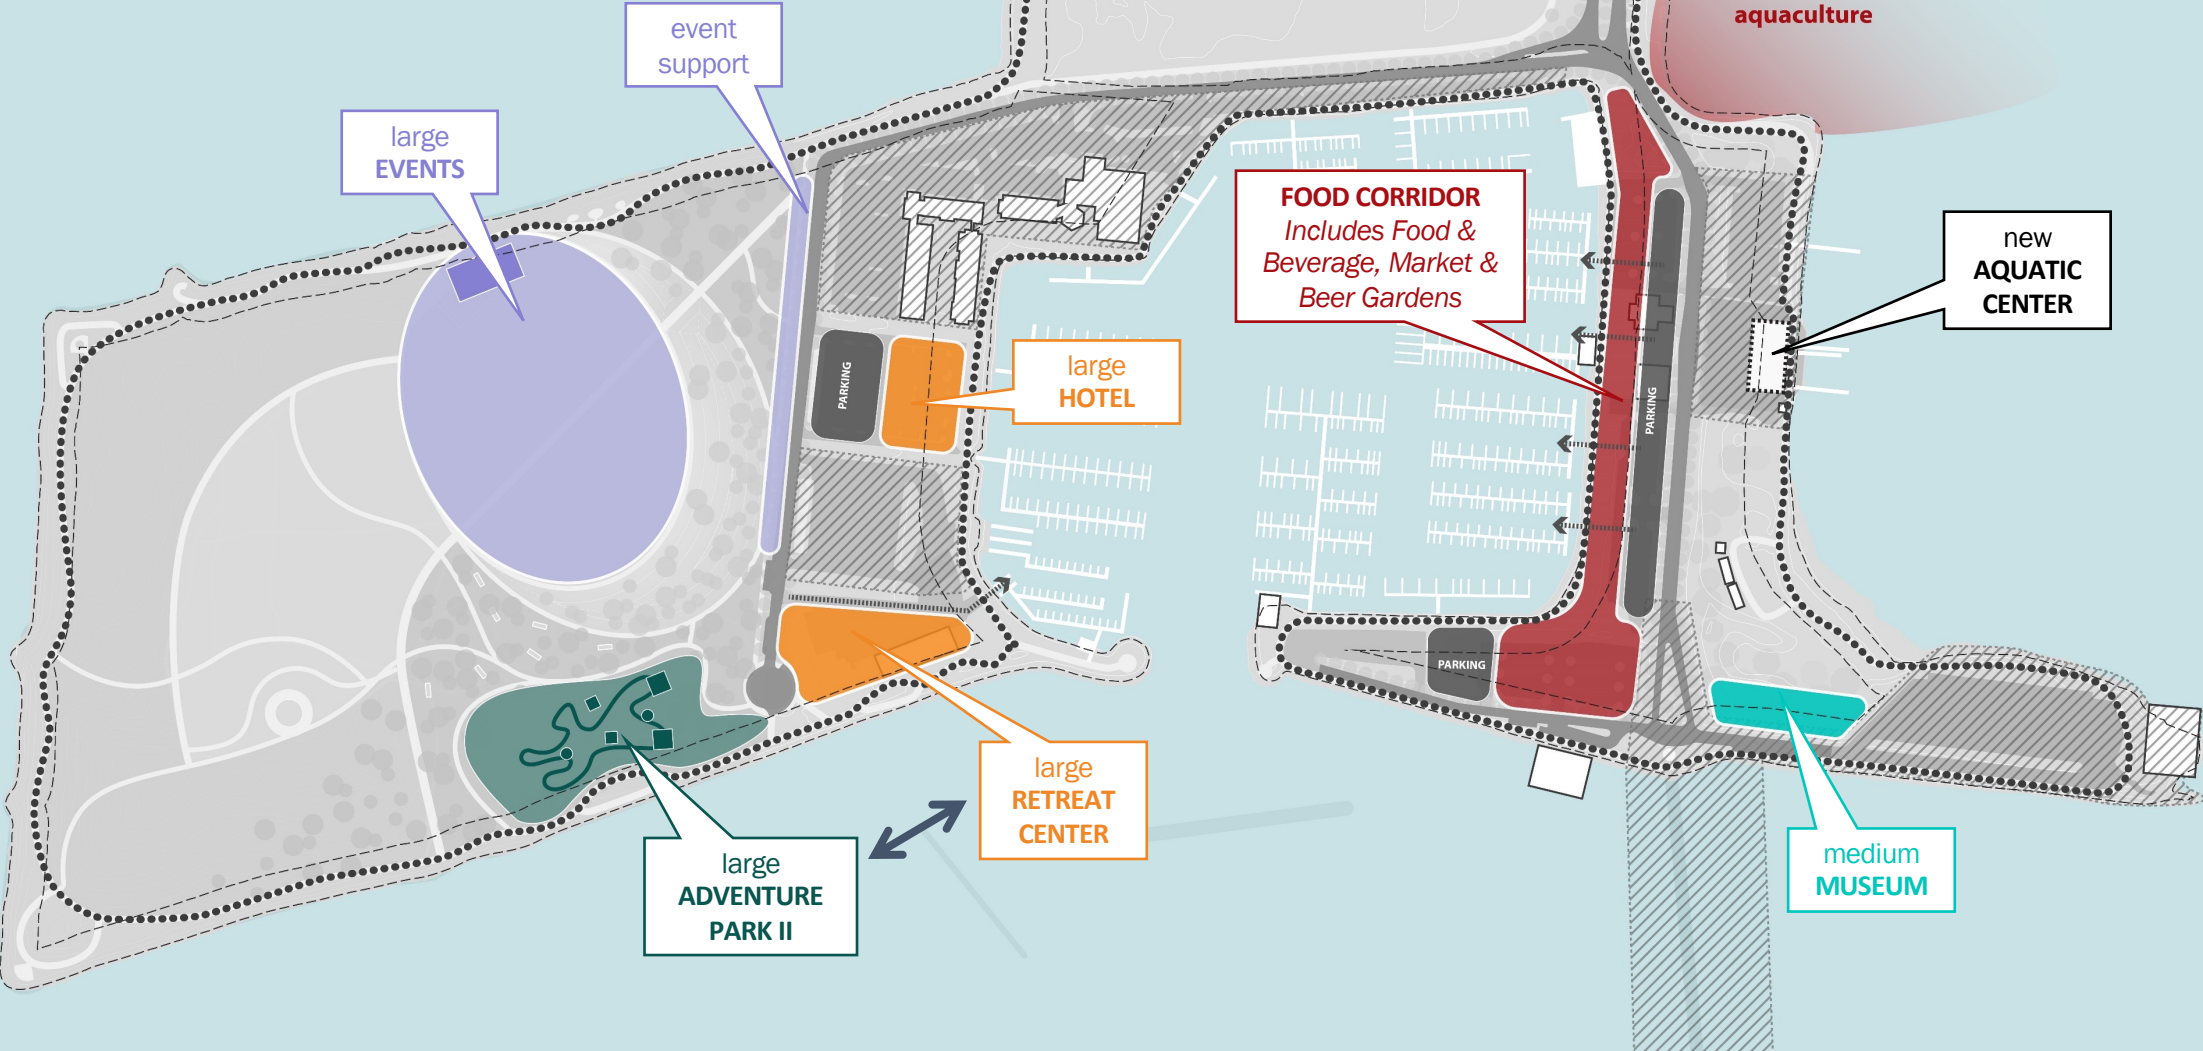 aquaculture
event
support
large
EVENTS
FOOD CORRIDOR
Includes Food &
Beverage, Market &
Beer Gardens
new
AQUATIC
CENTER
large
HOTEL
PARKING
PARKING
PARKING
large
RETREAT
CENTER
large
ADVENTURE
PARK II
medium
MUSEUM